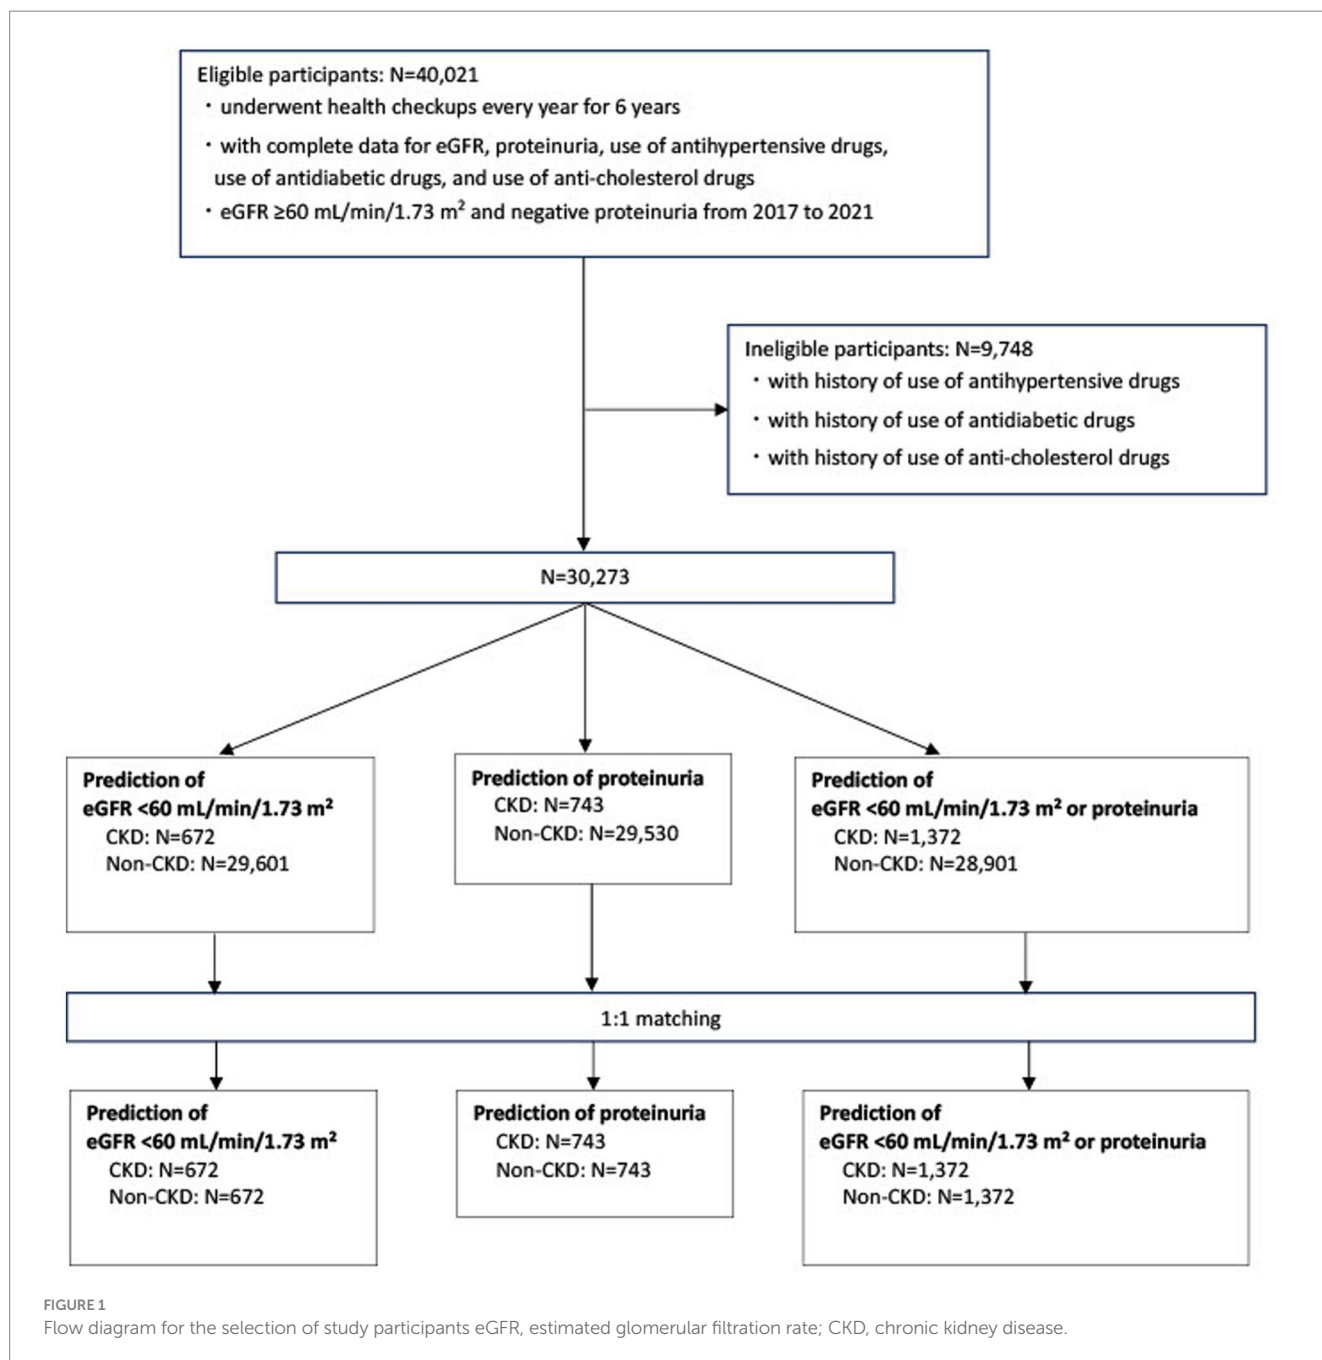 Eligible participants: N=40,021
・underwent health checkups every year for 6 years
・with complete data for eGFR, proteinuria, use of antihypertensive drugs,
use of antidiabetic drugs, and use of anti-cholesterol drugs
・eGFR ≥60 mL/min/1.73 m² and negative proteinuria from 2017 to 2021
Ineligible participants: N=9,748
・with history of use of antihypertensive drugs
・with history of use of antidiabetic drugs
・with history of use of anti-cholesterol drugs
N=30,273
Prediction of
eGFR <60 mL/min/1.73 m²
CKD: N=672
Non-CKD: N=29,601
Prediction of proteinuria
CKD: N=743
Non-CKD: N=29,530
Prediction of
eGFR <60 mL/min/1.73 m² or proteinuria
CKD: N=1,372
Non-CKD: N=28,901
1:1 matching
Prediction of
eGFR <60 mL/min/1.73 m²
CKD: N=672
Non-CKD: N=672
Prediction of proteinuria
CKD: N=743
Non-CKD: N=743
Prediction of
eGFR <60 mL/min/1.73 m² or proteinuria
CKD: N=1,372
Non-CKD: N=1,372
FIGURE 1
Flow diagram for the selection of study participants eGFR, estimated glomerular filtration rate; CKD, chronic kidney disease.